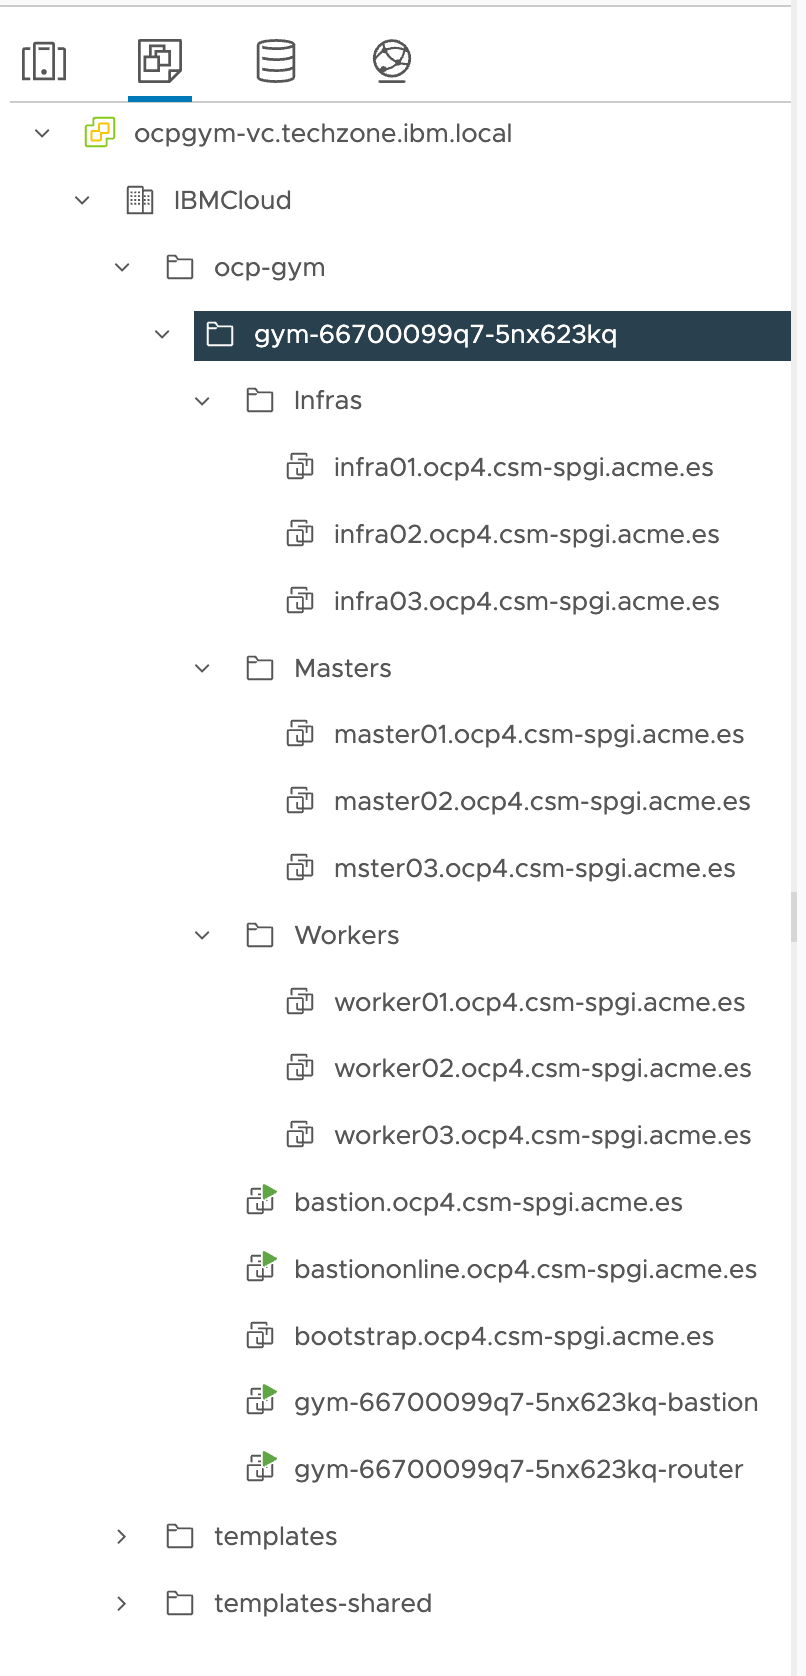 ocpgym-vc.techzone.ibm.local
IBMCloud
ocp-gym
gym-66700099q7-5nx623kq
Infras
infra01.ocp4.csm-spgi.acme.es
infra02.ocp4.csm-spgi.acme.es
infra03.ocp4.csm-spgi.acme.es
Masters
master01.ocp4.csm-spgi.acme.es
master02.ocp4.csm-spgi.acme.es
mster03.ocp4.csm-spgi.acme.es
Workers
worker01.ocp4.csm-spgi.acme.es
worker02.ocp4.csm-spgi.acme.es
worker03.ocp4.csm-spgi.acme.es
bastion.ocp4.csm-spgi.acme.es
bastiononline.ocp4.csm-spgi.acme.es
bootstrap.ocp4.csm-spgi.acme.es
gym-66700099q7-5nx623kq-bastion
gym-66700099q7-5nx623kq-router
templates
templates-shared